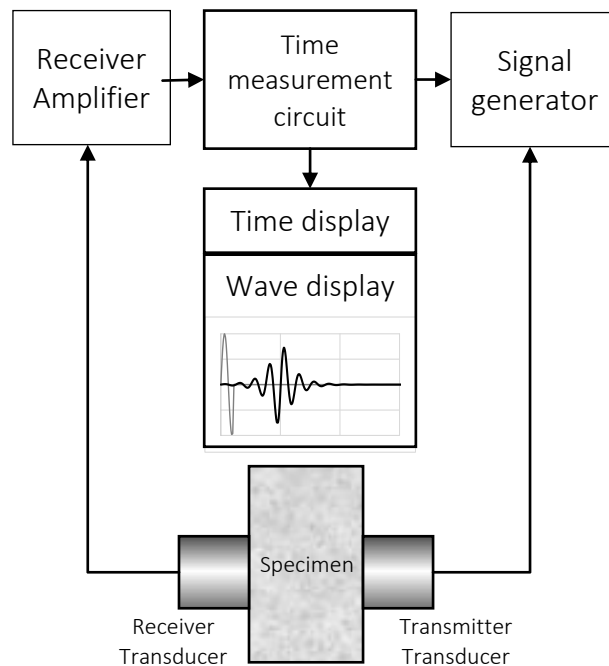 Receiver
Amplifier
Time
measurement
circuit
Signal
generator
Time display
Wave display
Specimen
Receiver
Transducer
Transmitter
Transducer